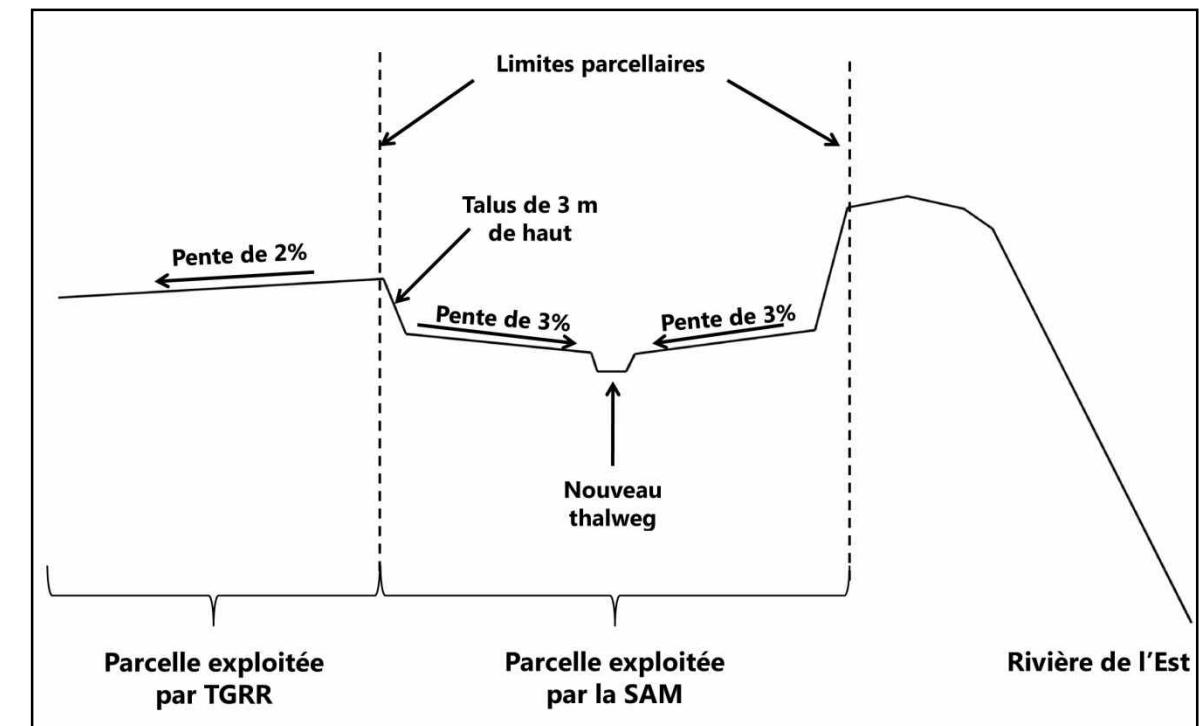 Limites parcellaires
Talus de 3 m
de haut
Pente de 2%
Pente de 3%
Pente de 3%
Nouveau
thalweg
Parcelle exploitée
par TGRR
Parcelle exploitée
par la SAM
Rivière de l'Est